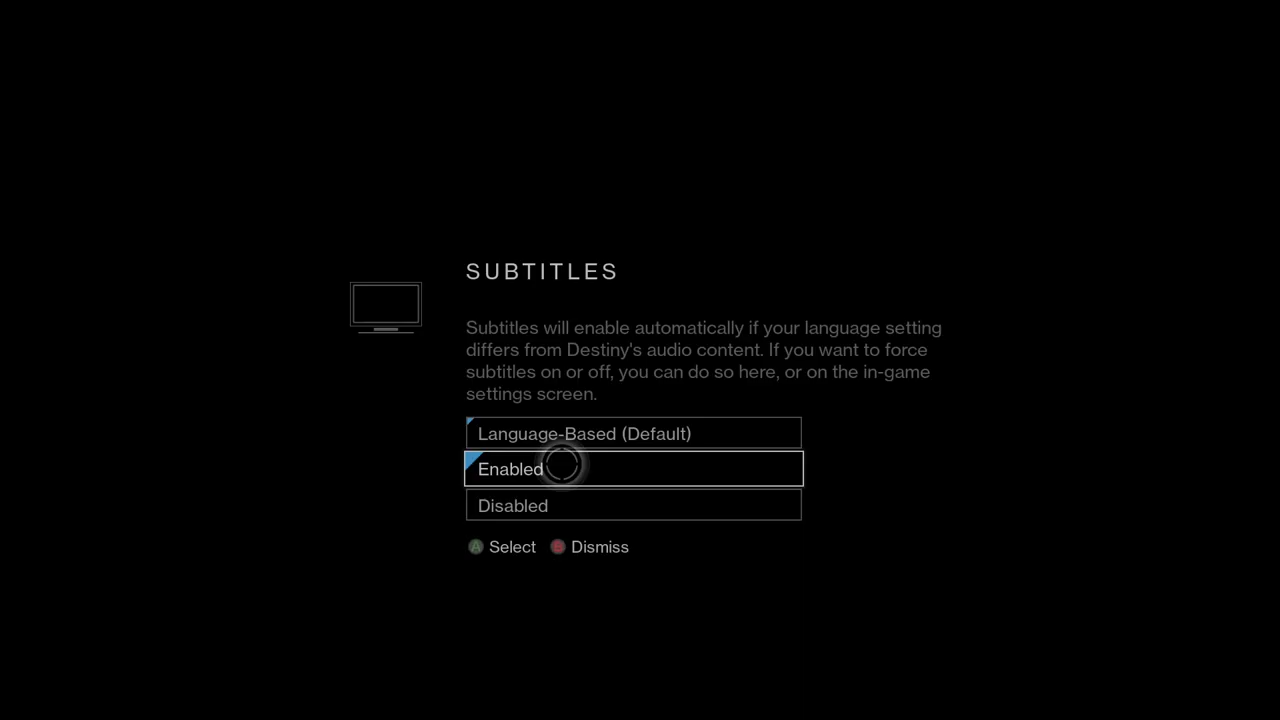 SUBTITLES
Subtitles will enable automatically if your language setting
differs from Destiny's audio content. If you want to force
subtitles on or off, you can do so here, or on the in-game
settings screen.
Language-Based (Default)
Enabled
Disabled
A Select B Dismiss